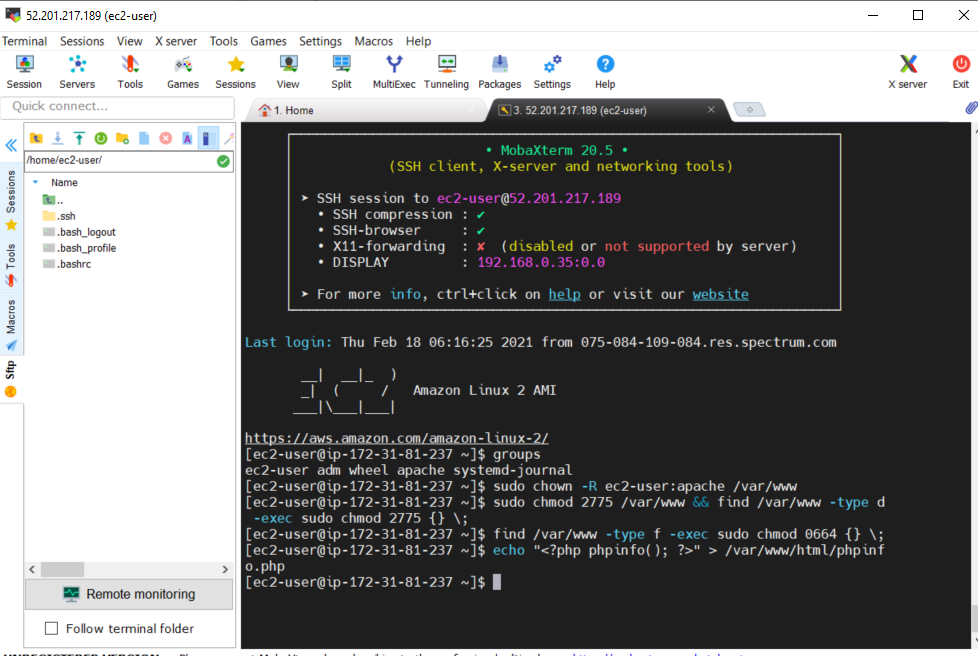 52.201.217.189 (ec2-user)
Terminal Sessions View X server Tools Games Settings Macros Help
Session Servers Tools Games Sessions View Split MultiExec Tunneling Packages Settings Help X server Exit
Quick connect...
1. Home
3. 52.201.217.189 (ec2-user)
/home/ec2-user/
Name
..
.ssh
.bash_logout
.bash_profile
.bashrc
Sessions
Tools
Macros
Sftp
Remote monitoring
Follow terminal folder
• MobaXterm 20.5 •
(SSH client, X-server and networking tools)
➤ SSH session to ec2-user@52.201.217.189
• SSH compression : ✔
• SSH-browser : ✔
• X11-forwarding : ✘ (disabled or not supported by server)
• DISPLAY : 192.168.0.35:0.0
➤ For more info, ctrl+click on help or visit our website
Last login: Thu Feb 18 06:16:25 2021 from 075-084-109-084.res.spectrum.com
__| __|_ )
_| ( / Amazon Linux 2 AMI
___|\___|___|
https://aws.amazon.com/amazon-linux-2/
[ec2-user@ip-172-31-81-237 ~]$ groups
ec2-user adm wheel apache systemd-journal
[ec2-user@ip-172-31-81-237 ~]$ sudo chown -R ec2-user:apache /var/www
[ec2-user@ip-172-31-81-237 ~]$ sudo chmod 2775 /var/www && find /var/www -type d
-exec sudo chmod 2775 {} \;
[ec2-user@ip-172-31-81-237 ~]$ find /var/www -type f -exec sudo chmod 0664 {} \;
[ec2-user@ip-172-31-81-237 ~]$ echo "<?php phpinfo(); ?>" > /var/www/html/phpinf
o.php
[ec2-user@ip-172-31-81-237 ~]$
UNREGISTERED VERSION